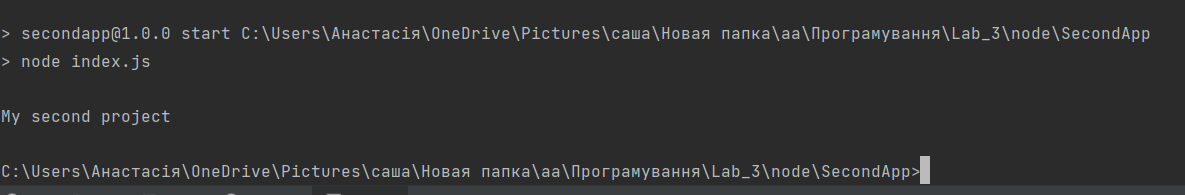 > secondapp@1.0.0 start C:\Users\Анастасія\OneDrive\Pictures\саша\Новая папка\аа\Програмування\Lab_3\node\SecondApp
> node index.js
My second project
C:\Users\Анастасія\OneDrive\Pictures\саша\Новая папка\аа\Програмування\Lab_3\node\SecondApp>